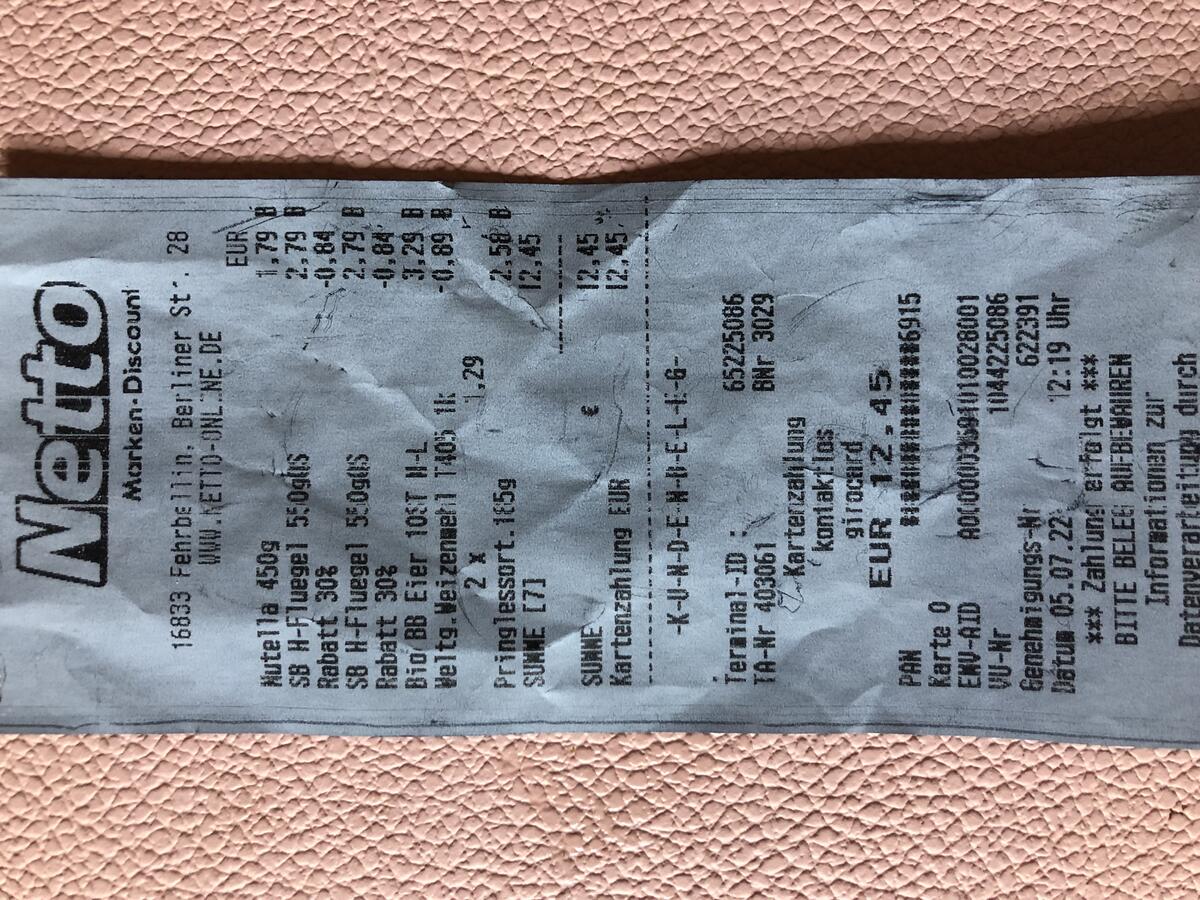 Netto
Marken-Discount
16833 Fehrbellin, Berliner Str. 28
WWW.NETTO-ONLINE.DE
EUR
Nutella 450g 1,79 B
SB H-Fluegel 550gQS 2,79 B
Rabatt 30% -0,84
SB H-Fluegel 550gQS 2,79 B
Rabatt 30% -0,84
Bio BB Eier 10ST M-L 3,29 B
Weltg.Weizenmehl T405 1k 0,89 B
2 x 1,29
Pringlessort.185g 2,58 B
SUMME [7] 12,45
SUMME € 12,45
Kartenzahlung EUR 12,45
-K-U-N-D-E-N-B-E-L-E-G-
Terminal-ID : 65225086
TA-Nr 403061 BNr 3029
Kartenzahlung
kontaktlos
girocard
EUR 12.45
PAN ###############6915
Karte 0
EMV-AID A00000003591010028001
VU-Nr 1044225086
Genehmigungs-Nr 622391
Datum 05.07.22 12:19 Uhr
*** Zahlung erfolgt ***
BITTE BELEG AUFBEWAHREN
Informationen zur
Datenverarbeitung durch